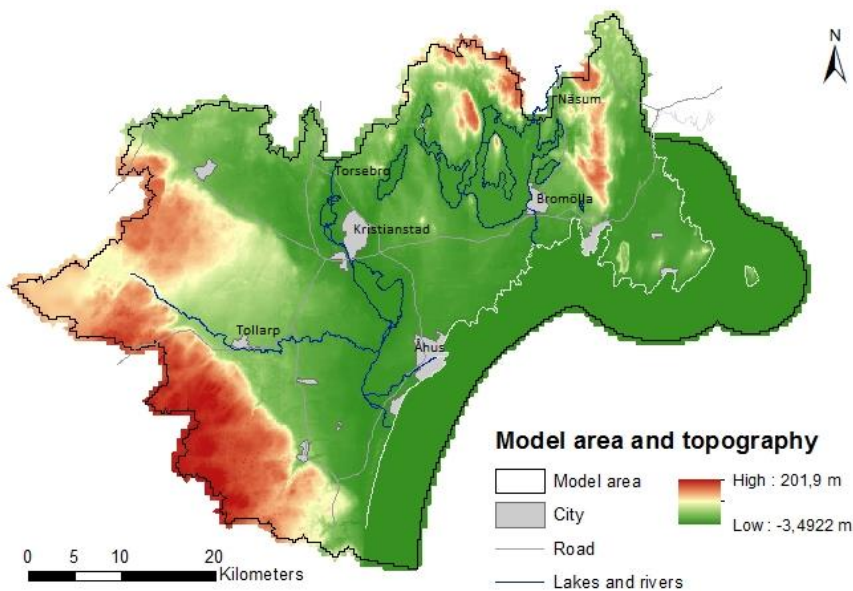 N
Näsum
Torsebro
Bromölla
Kristianstad
Tollarp
Åhus
Model area and topography
Model area
City
Road
Lakes and rivers
High : 201,9 m
Low : -3,4922 m
0 5 10 20
Kilometers